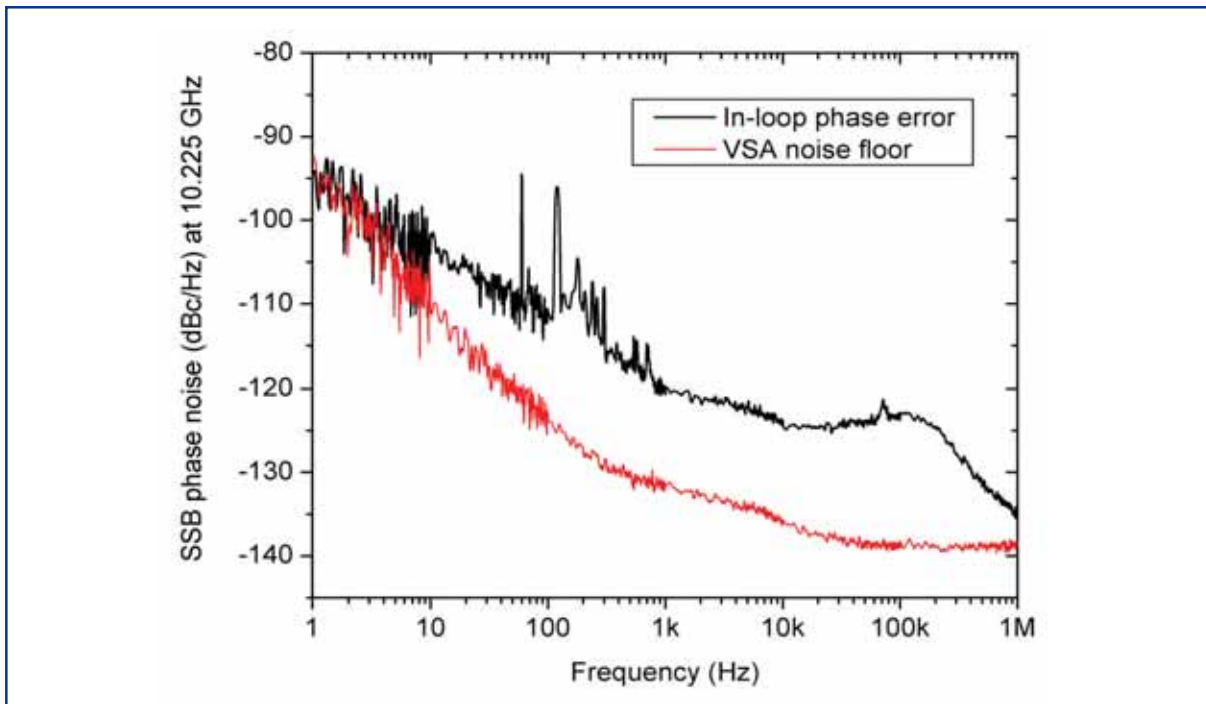 -80
-90
-100
-110
-120
-130
-140
SSB phase noise (dBc/Hz) at 10.225 GHz
In-loop phase error
VSA noise floor
1 10 100 1k 10k 100k 1M
Frequency (Hz)